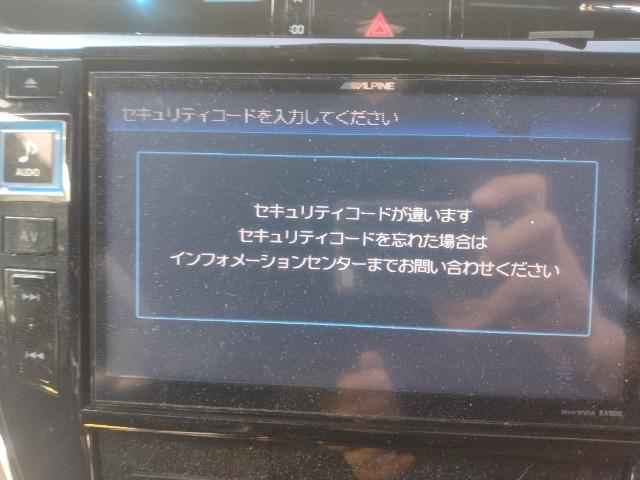 :00
ALPINE
セキュリティコードを入力してください
AUDIO
セキュリティコードが違います
セキュリティコードを忘れた場合は
インフォメーションセンターまでお問い合わせください
AV
元
EX900